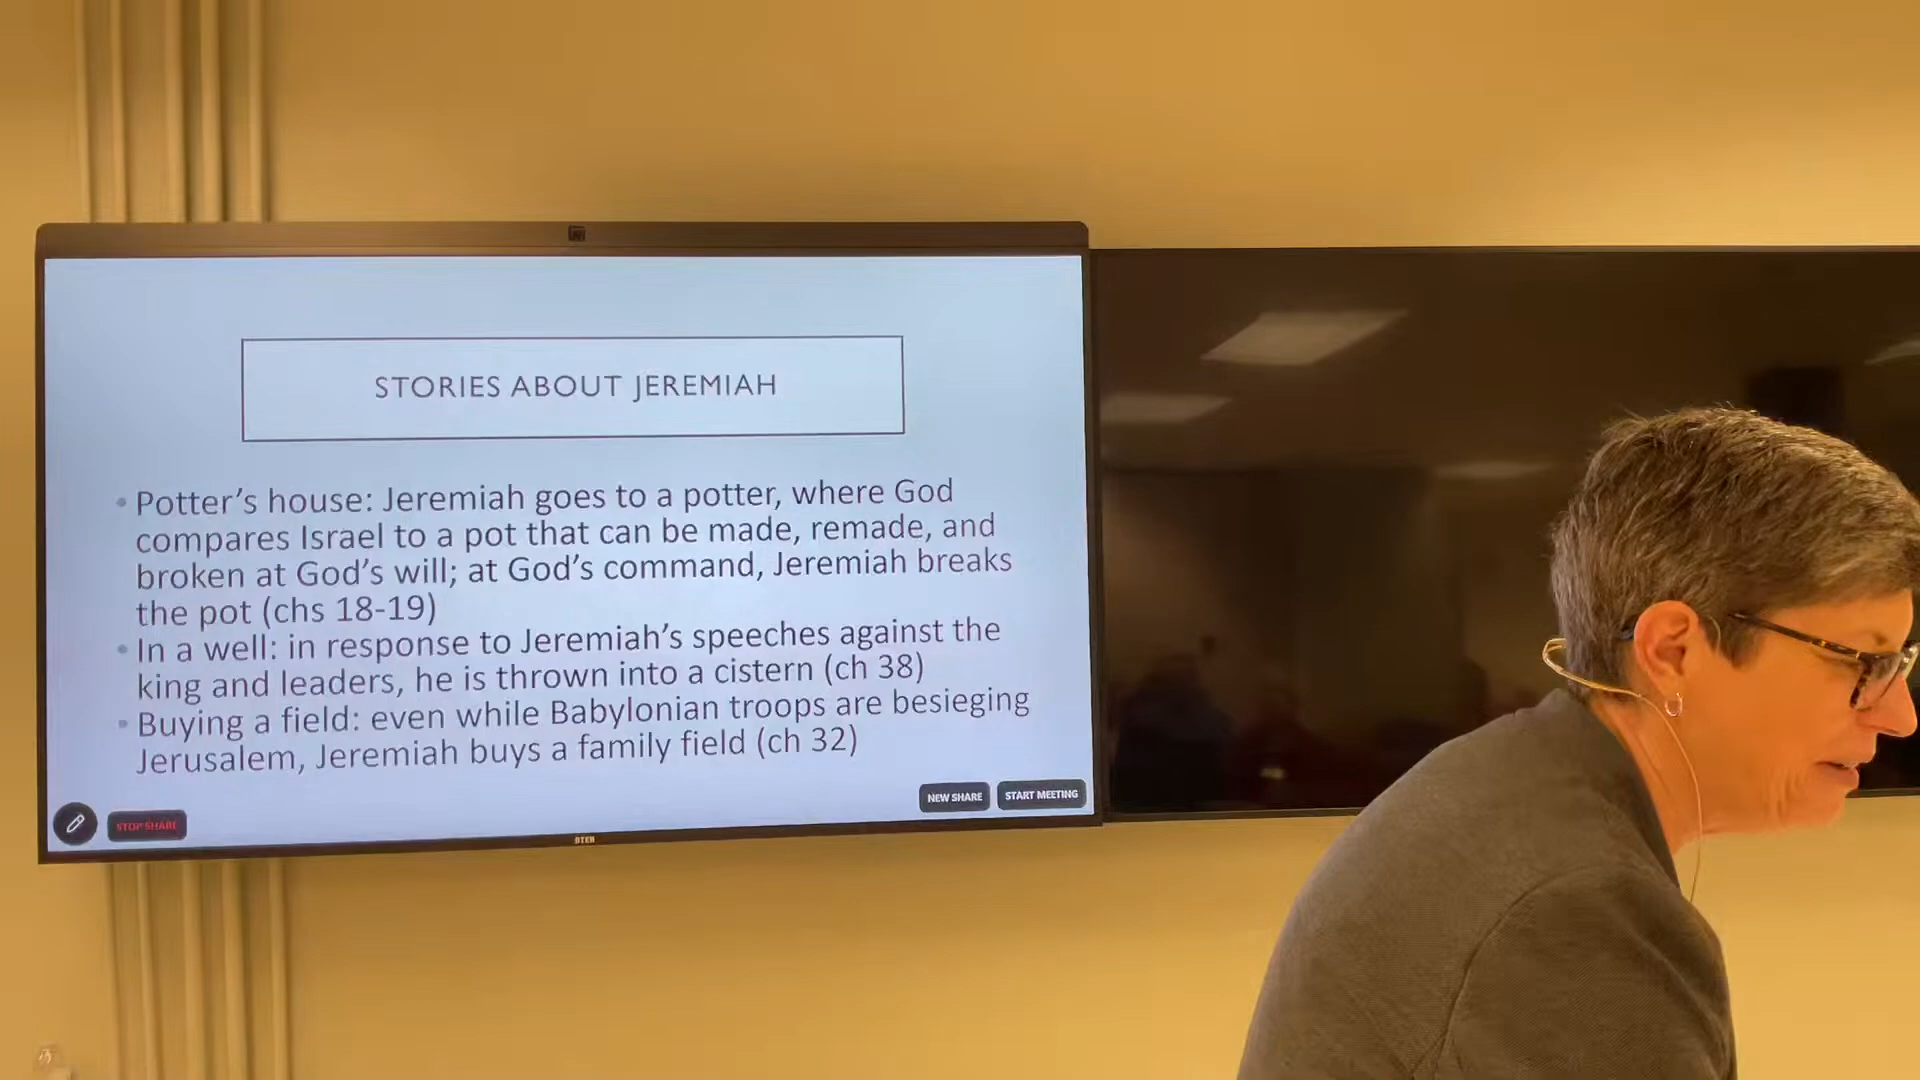 STORIES ABOUT JEREMIAH
• Potter's house: Jeremiah goes to a potter, where God
compares Israel to a pot that can be made, remade, and
broken at God's will; at God's command, Jeremiah breaks
the pot (chs 18-19)
• In a well: in response to Jeremiah's speeches against the
king and leaders, he is thrown into a cistern (ch 38)
• Buying a field: even while Babylonian troops are besieging
Jerusalem, Jeremiah buys a family field (ch 32)
NEW SHARE START MEETING
STOP SHARE